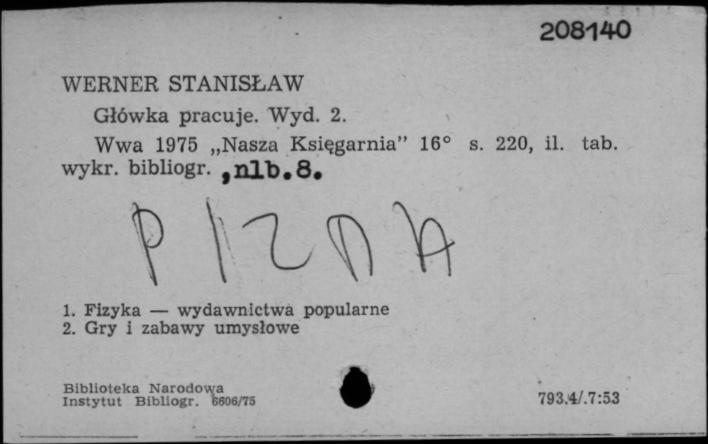 208140
WERNER STANISŁAW
Główka pracuje. Wyd. 2.
Wwa 1975 „Nasza Księgarnia” 16° s. 220, il. tab.
wykr. bibliogr. ,nlb.8.
1. Fizyka — wydawnictwa popularne
2. Gry i zabawy umysłowe
Biblioteka Narodowa
Instytut Bibliogr. 6606/75
793.4/.7:53